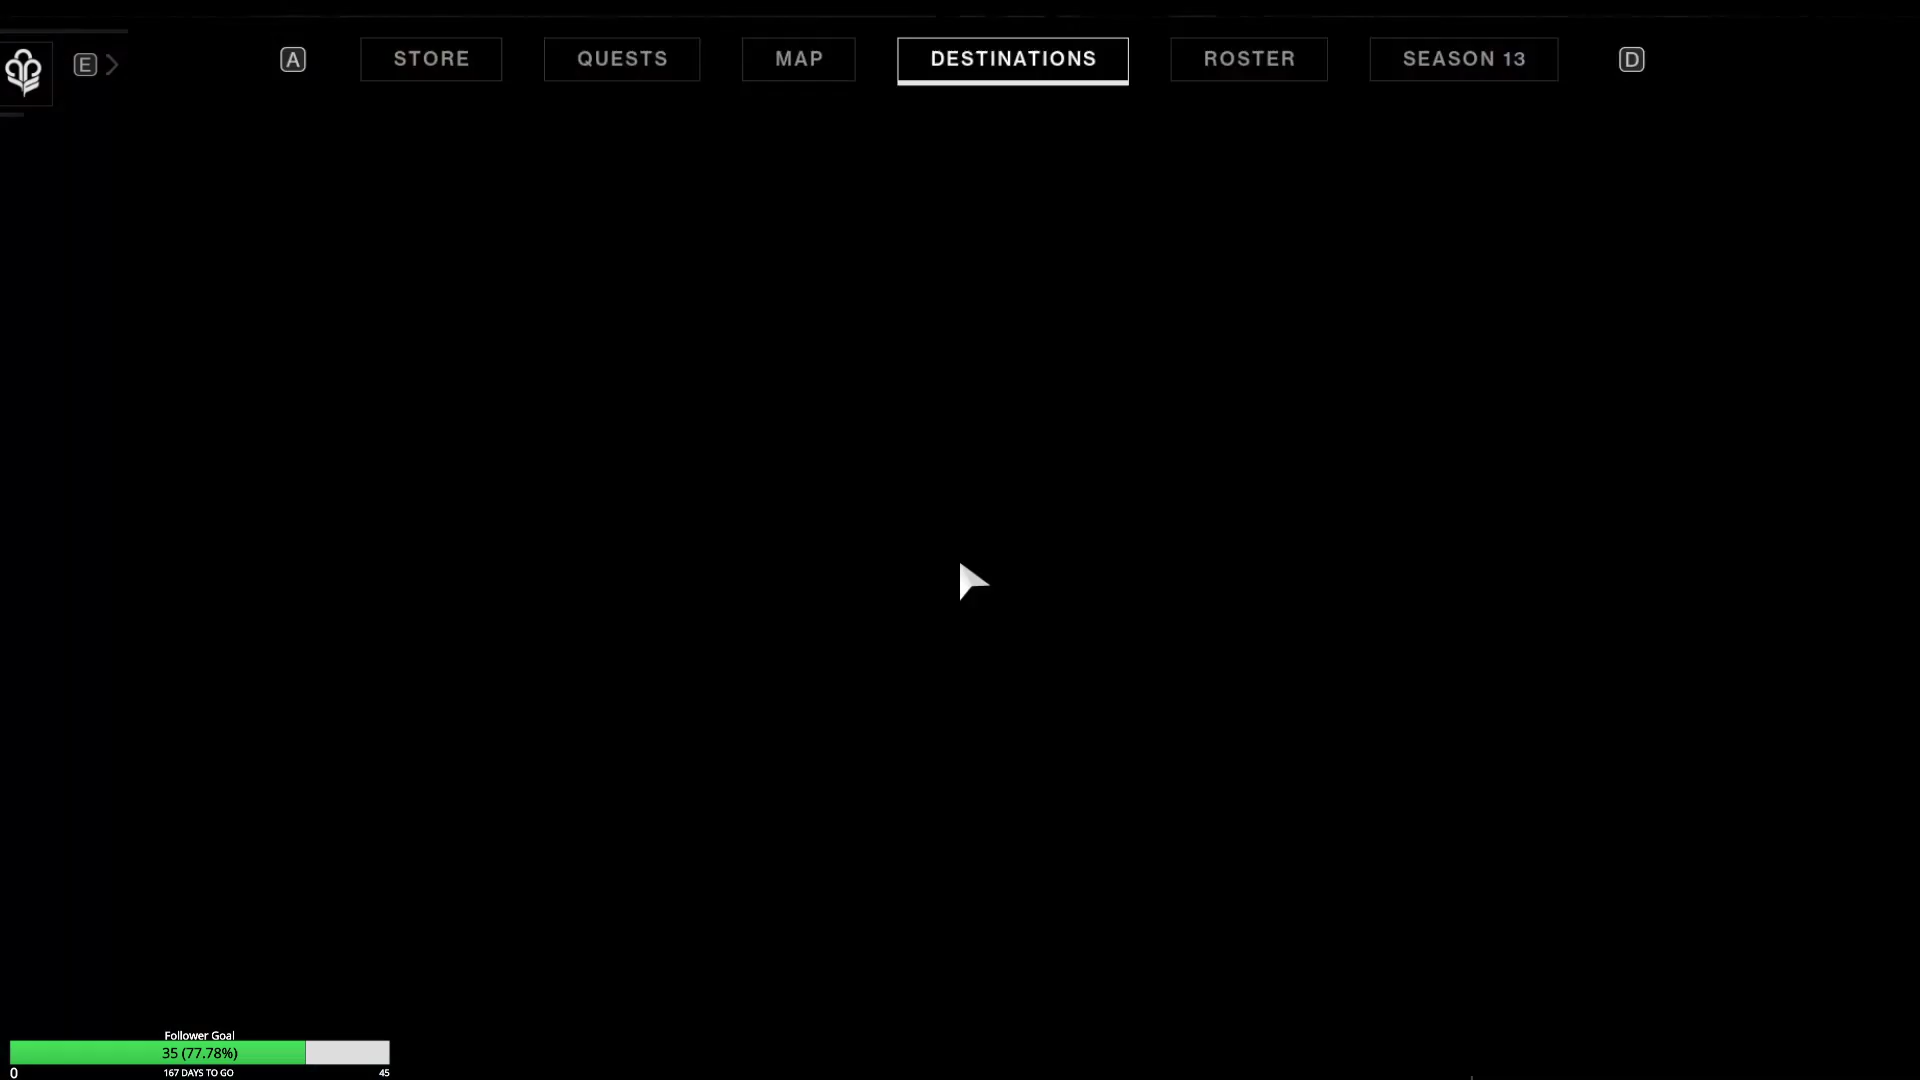 E
A
STORE
QUESTS
MAP
DESTINATIONS
ROSTER
SEASON 13
D
Follower Goal
35 (77.78%)
0
167 DAYS TO GO
45